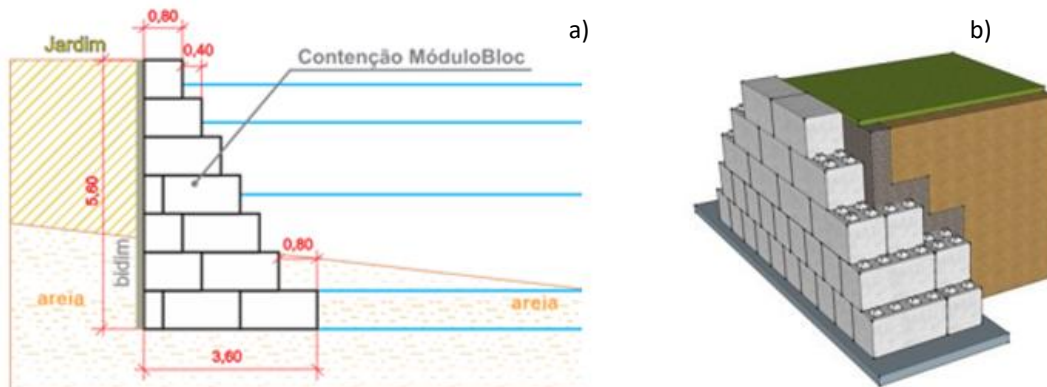 0,80
a)
b)
Jardim
0,40
Contenção MóduloBloc
5,60
bidim
0,80
areia
areia
3,60